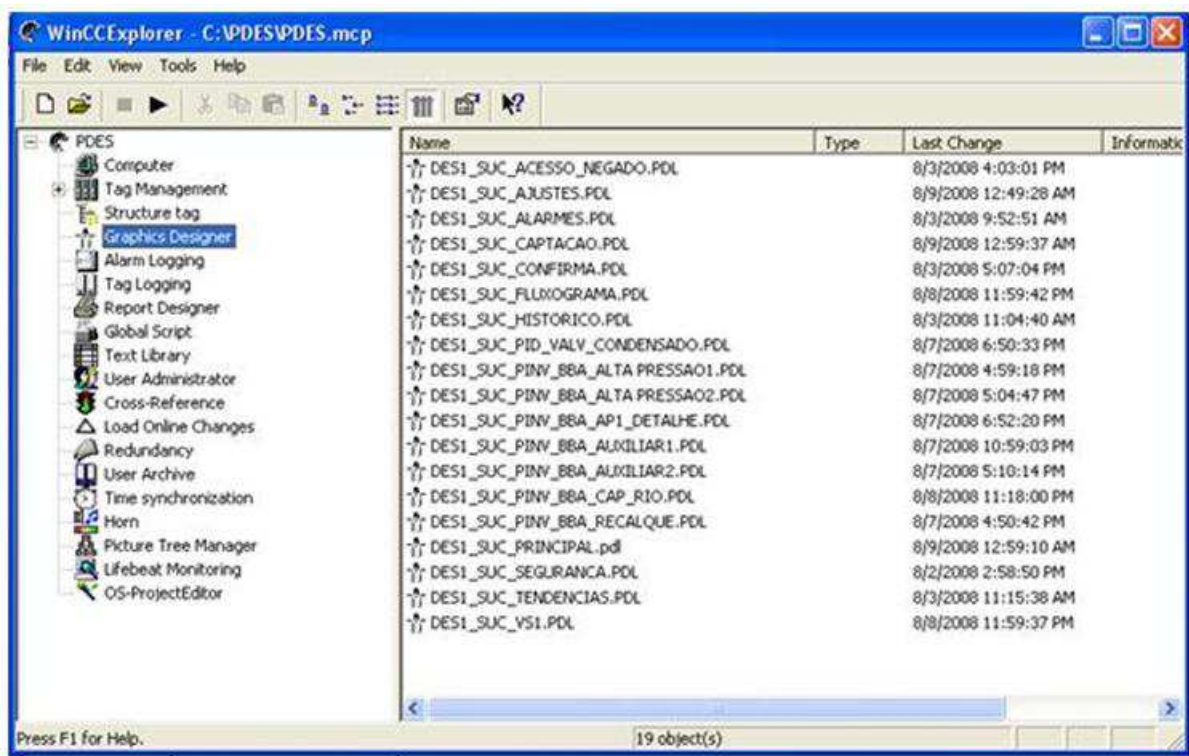 WinCCExplorer - C:\PDES\PDES.mcp
File Edit View Tools Help
PDES
Computer
Tag Management
Structure tag
Graphics Designer
Alarm Logging
Tag Logging
Report Designer
Global Script
Text Library
User Administrator
Cross-Reference
Load Online Changes
Redundancy
User Archive
Time synchronization
Horn
Picture Tree Manager
Lifebeat Monitoring
OS-ProjectEditor
Name Type Last Change Informatic
DES1_SUC_ACESSO_NEGADO.PDL 8/3/2008 4:03:01 PM
DES1_SUC_AJUSTES.PDL 8/9/2008 12:49:28 AM
DES1_SUC_ALARMES.PDL 8/3/2008 9:52:51 AM
DES1_SUC_CAPTACAO.PDL 8/9/2008 12:59:37 AM
DES1_SUC_CONFIRMA.PDL 8/3/2008 5:07:04 PM
DES1_SUC_FLUXOGRAMA.PDL 8/8/2008 11:59:42 PM
DES1_SUC_HISTORICO.PDL 8/3/2008 11:04:40 AM
DES1_SUC_PID_VALV_CONDENSADO.PDL 8/7/2008 6:50:33 PM
DES1_SUC_PINV_BBA_ALTA PRESSAO1.PDL 8/7/2008 4:59:18 PM
DES1_SUC_PINV_BBA_ALTA PRESSAO2.PDL 8/7/2008 5:04:47 PM
DES1_SUC_PINV_BBA_AP1_DETALHE.PDL 8/7/2008 6:52:20 PM
DES1_SUC_PINV_BBA_AUXILIAR1.PDL 8/7/2008 10:59:03 PM
DES1_SUC_PINV_BBA_AUXILIAR2.PDL 8/7/2008 5:10:14 PM
DES1_SUC_PINV_BBA_CAP_RIO.PDL 8/8/2008 11:18:00 PM
DES1_SUC_PINV_BBA_RECALQUE.PDL 8/7/2008 4:50:42 PM
DES1_SUC_PRINCIPAL.pdl 8/9/2008 12:59:10 AM
DES1_SUC_SEGURANCA.PDL 8/2/2008 2:58:50 PM
DES1_SUC_TENDENCIAS.PDL 8/3/2008 11:15:38 AM
DES1_SUC_VS1.PDL 8/8/2008 11:59:37 PM
Press F1 for Help. 19 object(s)